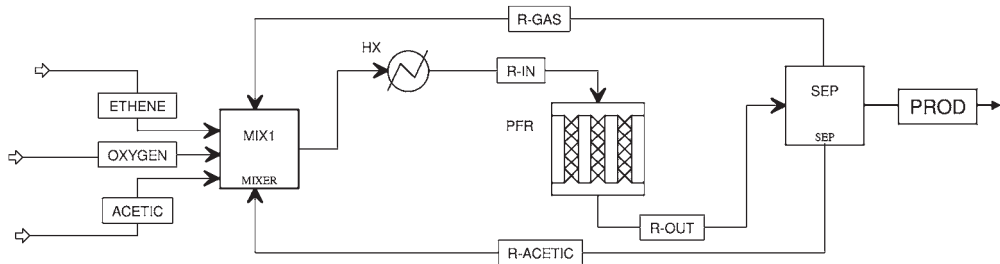 R-GAS
HX
R-IN
SEP
SEP
PROD
ETHENE
MIX1
MIXER
OXYGEN
ACETIC
PFR
R-OUT
R-ACETIC